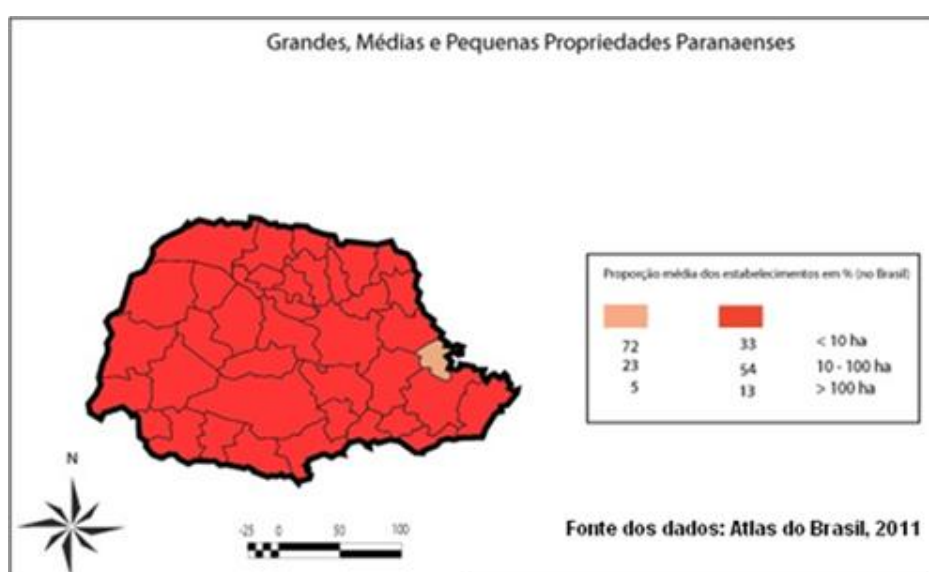 Grandes, Médias e Pequenas Propriedades Paranaenses
Proporção média dos estabelecimentos em % (no Brasil)
72 33 < 10 ha
23 54 10 - 100 ha
5 13 > 100 ha
N
-25 0 50 100
Fonte dos dados: Atlas do Brasil, 2011